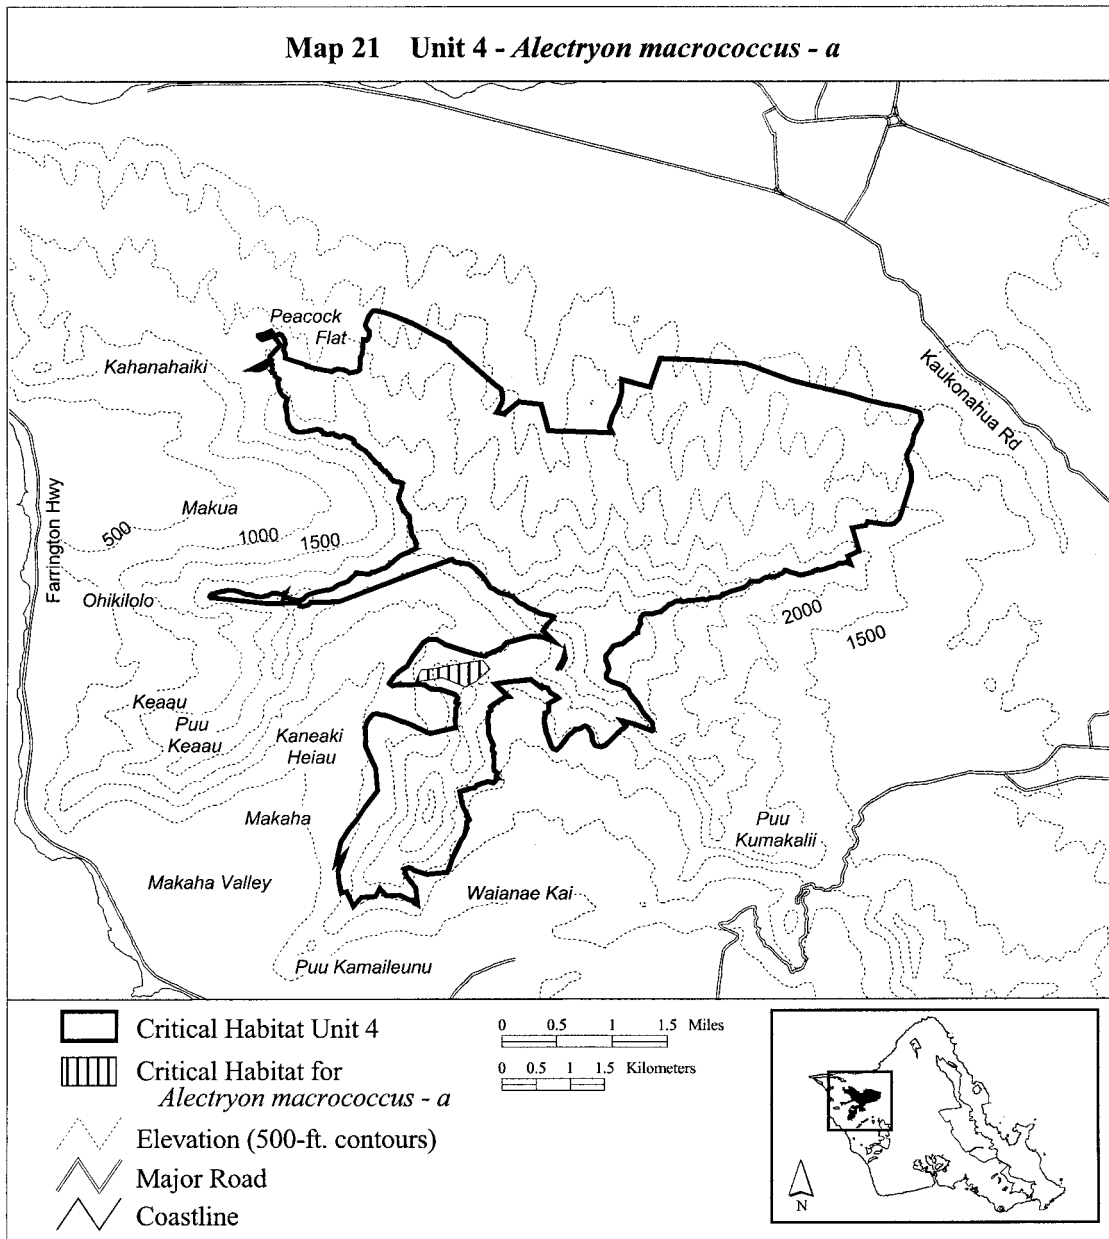 Map 21 Unit 4 - Alectryon macrococcus - a
Peacock
Flat
Kahanahaiki
Kaukonahua Rd
Farrington Hwy
Makua
500
1000
1500
Ohikilolo
2000
1500
Keaau
Puu
Keaau
Kaneaki
Heiau
Makaha
Puu
Kumakalii
Makaha Valley
Waianae Kai
Puu Kamaileunu
Critical Habitat Unit 4
Critical Habitat for
Alectryon macrococcus - a
Elevation (500-ft. contours)
Major Road
Coastline
0 0.5 1 1.5 Miles
0 0.5 1 1.5 Kilometers
N